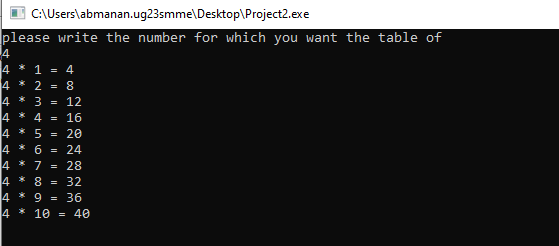 C:\Users\abmanan.ug23smme\Desktop\Project2.exe
please write the number for which you want the table of
4
4 * 1 = 4
4 * 2 = 8
4 * 3 = 12
4 * 4 = 16
4 * 5 = 20
4 * 6 = 24
4 * 7 = 28
4 * 8 = 32
4 * 9 = 36
4 * 10 = 40